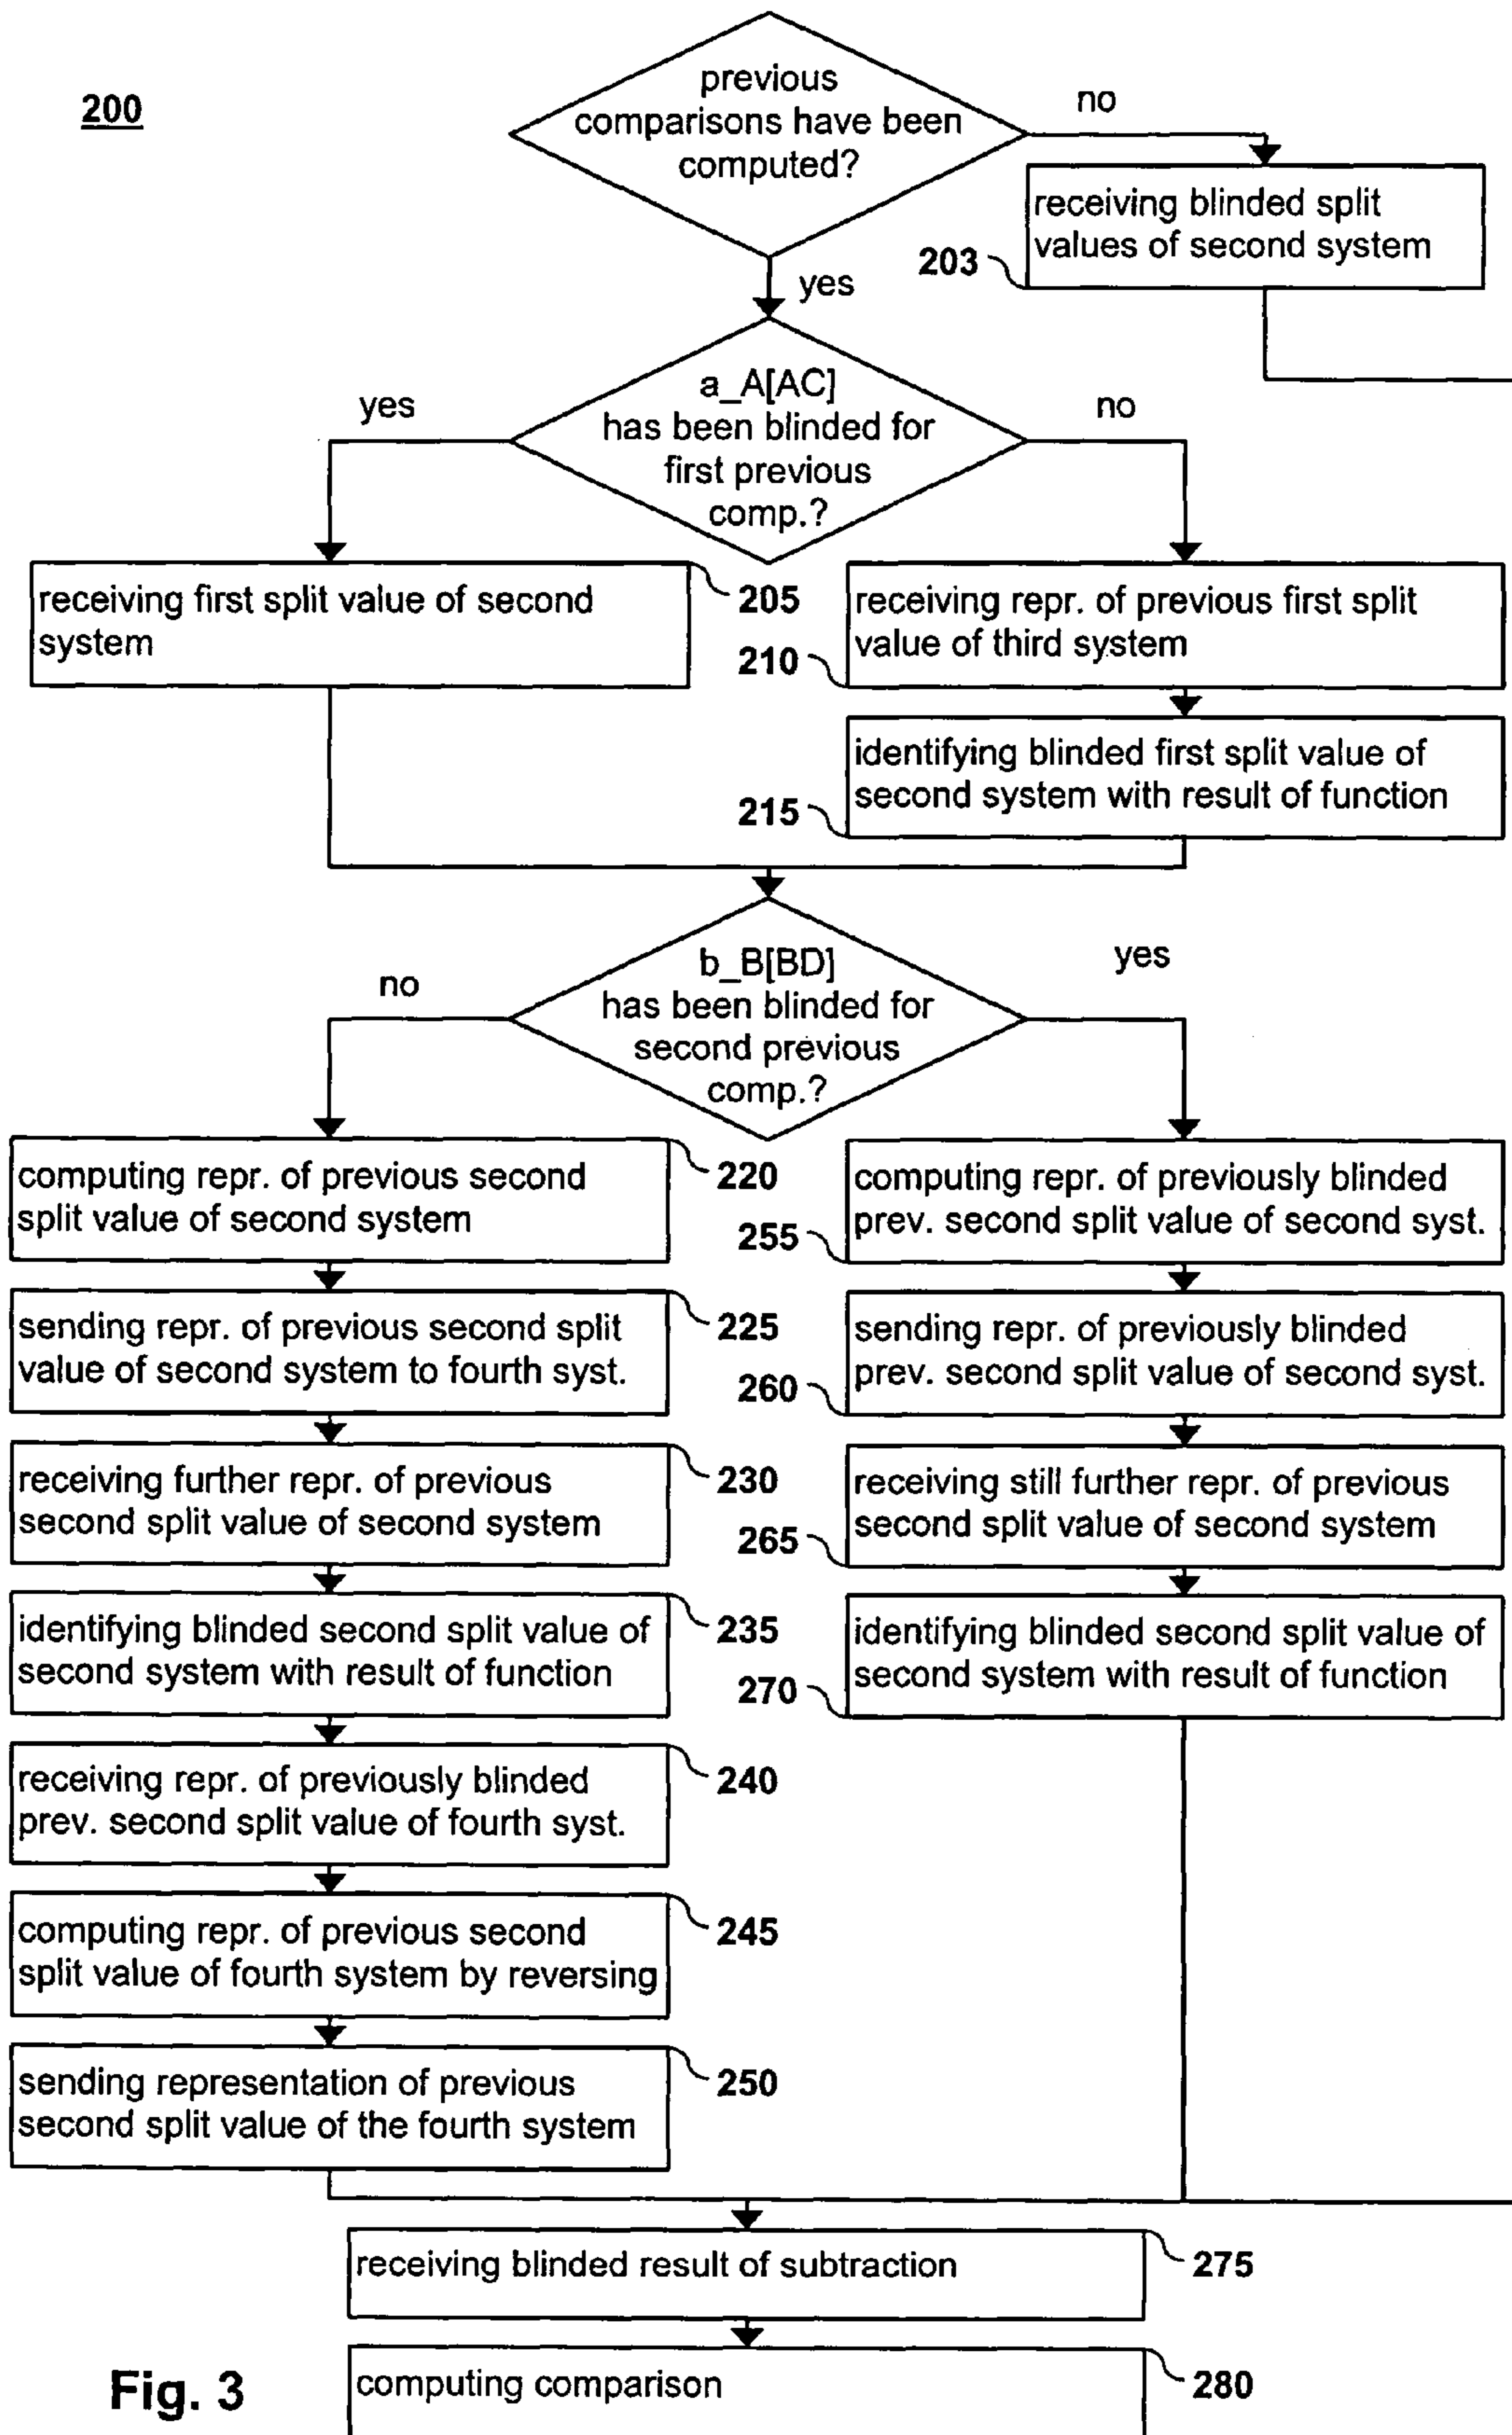 200
previous
comparisons have been
computed?
no
receiving blinded split
values of second system
203
yes
a_A[AC]
has been blinded for
first previous
comp.?
yes
no
receiving first split value of second
system
205
receiving repr. of previous first split
value of third system
210
identifying blinded first split value of
second system with result of function
215
b_B[BD]
has been blinded for
second previous
comp.?
no
yes
computing repr. of previous second
split value of second system
220
sending repr. of previous second split
value of second system to fourth syst.
225
receiving further repr. of previous
second split value of second system
230
identifying blinded second split value of
second system with result of function
235
receiving repr. of previously blinded
prev. second split value of fourth syst.
240
computing repr. of previous second
split value of fourth system by reversing
245
sending representation of previous
second split value of the fourth system
250
computing repr. of previously blinded
prev. second split value of second syst.
255
sending repr. of previously blinded
prev. second split value of second syst.
260
receiving still further repr. of previous
second split value of second system
265
identifying blinded second split value of
second system with result of function
270
receiving blinded result of subtraction
275
computing comparison
280
Fig. 3